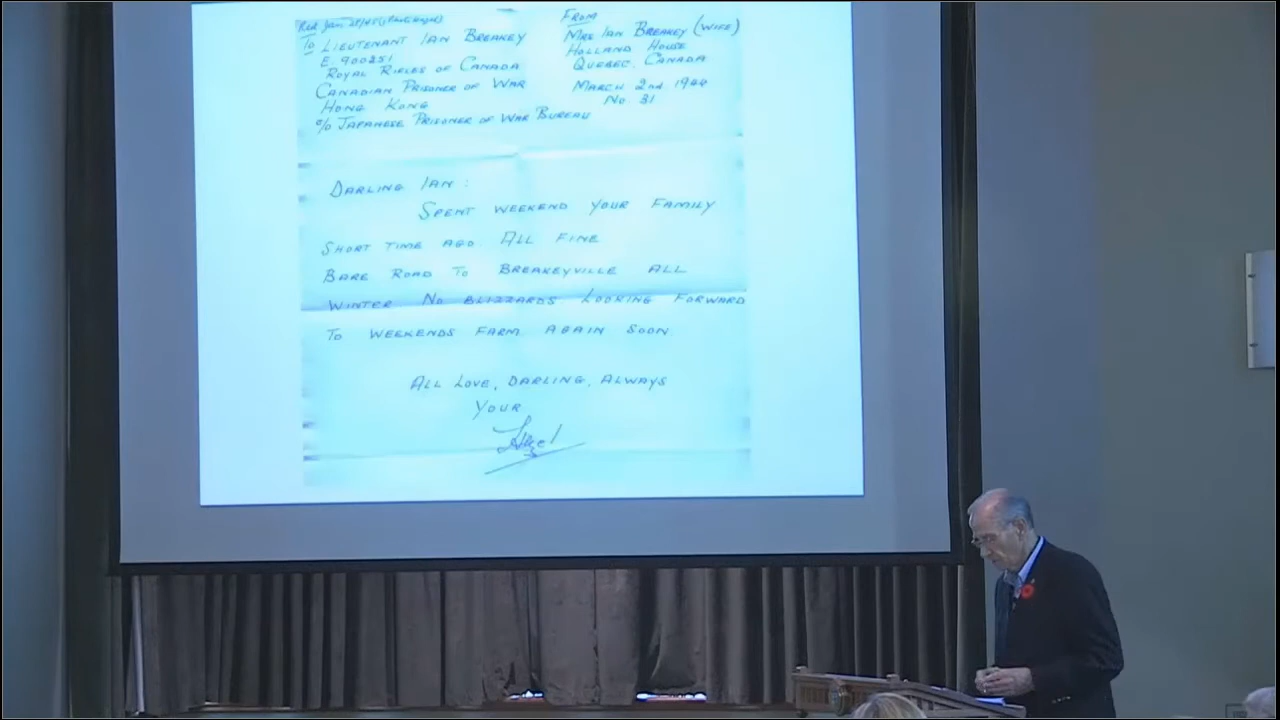 TO LIEUTENANT IAN BREAKEY
E. 900251
ROYAL RIFLES OF CANADA
CANADIAN PRISONER OF WAR
HONG KONG
% JAPANESE PRISONER OF WAR BUREAU
FROM
MRS IAN BREAKEY (WIFE)
HOLLAND HOUSE
QUEBEC, CANADA
MARCH 2ND 1944
NO 31
DARLING IAN:
SPENT WEEKEND YOUR FAMILY
SHORT TIME AGO. ALL FINE
BARE ROAD TO BREAKEYVILLE ALL
WINTER NO BLIZZARDS LOOKING FORWARD
TO WEEKENDS FARM AGAIN SOON.
ALL LOVE, DARLING, ALWAYS
YOUR